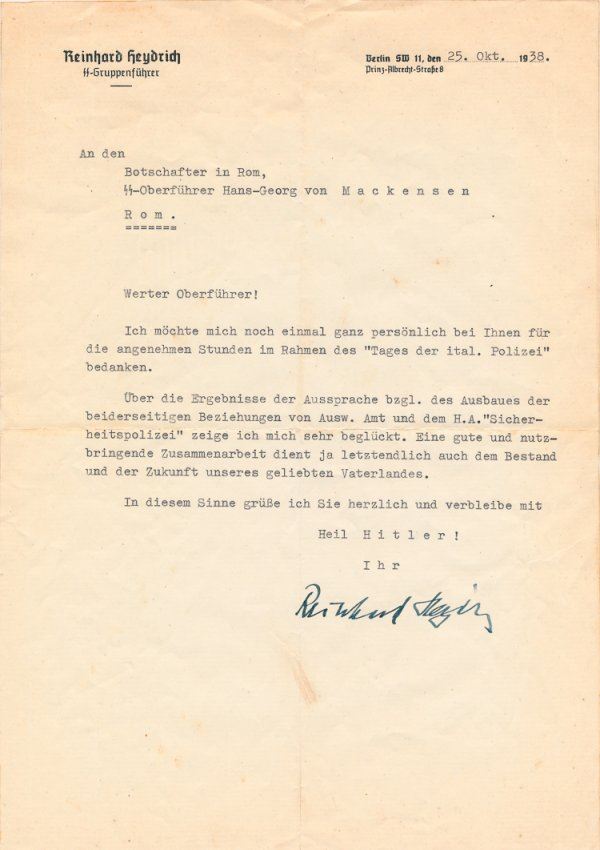 Reinhard Heydrich
SS-Gruppenführer
Berlin SW 11, den 25. Okt. 1938.
Prinz-Albrecht-Straße 8
An den
Botschafter in Rom,
SS-Oberführer Hans-Georg von M a c k e n s e n
R o m .
=======
Werter Oberführer!
Ich möchte mich noch einmal ganz persönlich bei Ihnen für
die angenehmen Stunden im Rahmen des "Tages der ital. Polizei"
bedanken.
Über die Ergebnisse der Aussprache bzgl. des Ausbaues der
beiderseitigen Beziehungen von Ausw. Amt und dem H.A."Sicher-
heitspolizei" zeige ich mich sehr beglückt. Eine gute und nutz-
bringende Zusammenarbeit dient ja letztendlich auch dem Bestand
und der Zukunft unseres geliebten Vaterlandes.
In diesem Sinne grüße ich Sie herzlich und verbleibe mit
Heil H i t l e r !
I h r
Reinhard Heydrich